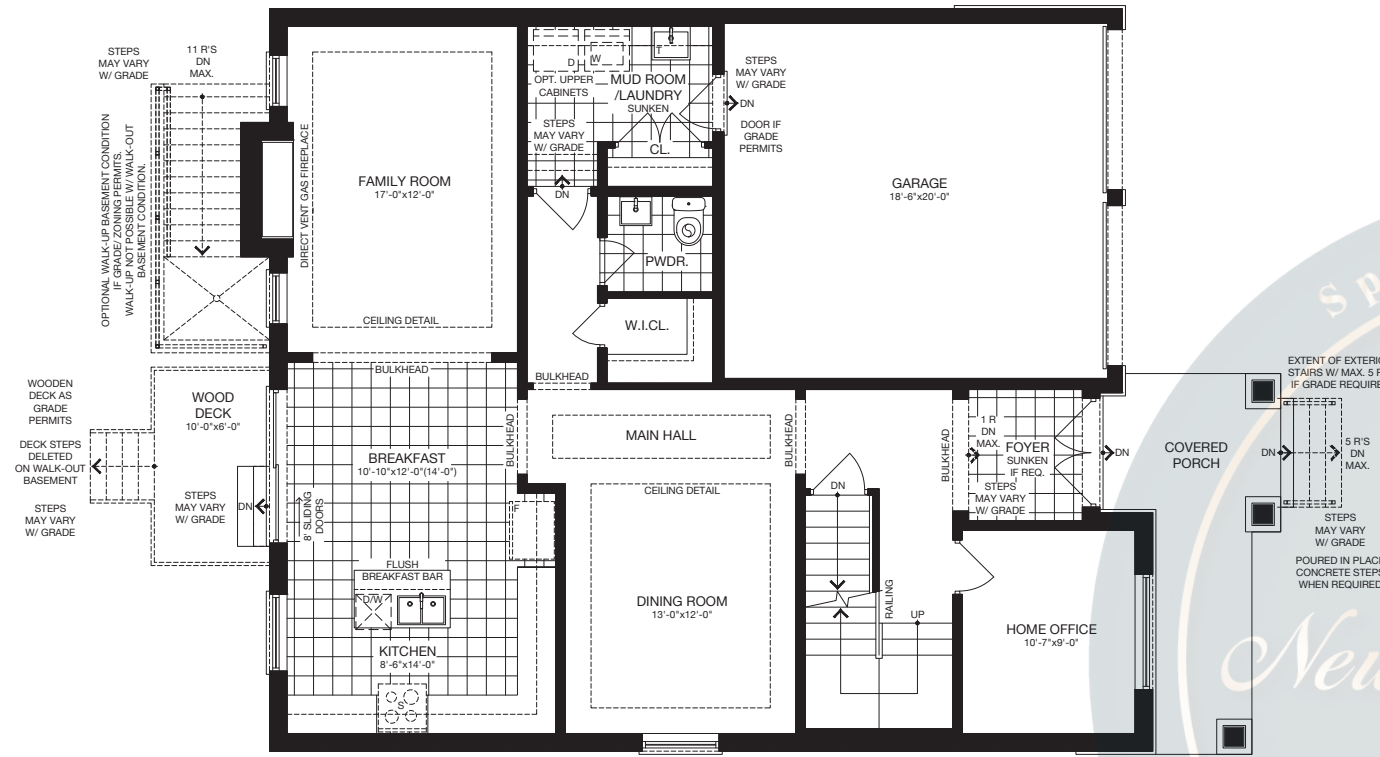 STEPS
MAY VARY
W/ GRADE
11 R'S
DN
MAX.
OPTIONAL WALK-UP BASEMENT CONDITION
IF GRADE/ ZONING PERMITS.
WALK-UP NOT POSSIBLE W/ WALK-OUT
BASEMENT CONDITION.
DIRECT VENT GAS FIREPLACE
FAMILY ROOM
17'-0"x12'-0"
CEILING DETAIL
D
W
T
OPT. UPPER
CABINETS
MUD ROOM
/LAUNDRY
SUNKEN
STEPS
MAY VARY
W/ GRADE
CL.
DN
STEPS
MAY VARY
W/ GRADE
DN
DOOR IF
GRADE
PERMITS
GARAGE
18'-6"x20'-0"
PWDR.
W.I.CL.
BULKHEAD
BULKHEAD
WOODEN
DECK AS
GRADE
PERMITS
DECK STEPS
DELETED
ON WALK-OUT
BASEMENT
STEPS
MAY VARY
W/ GRADE
WOOD
DECK
10'-0"x6'-0"
STEPS
MAY VARY
W/ GRADE
DN
8' SLIDING
DOORS
BREAKFAST
10'-10"x12'-0"(14'-0")
BULKHEAD
MAIN HALL
BULKHEAD
CEILING DETAIL
F
FLUSH
BREAKFAST BAR
D/W
KITCHEN
8'-6"x14'-0"
S
DINING ROOM
13'-0"x12'-0"
DN
RAILING
UP
BULKHEAD
1 R
DN
MAX.
FOYER
SUNKEN
IF REQ.
STEPS
MAY VARY
W/ GRADE
DN
HOME OFFICE
10'-7"x9'-0"
COVERED
PORCH
EXTENT OF EXTERIO
STAIRS W/ MAX. 5 R
IF GRADE REQUIRE
DN
5 R'S
DN
MAX.
STEPS
MAY VARY
W/ GRADE
POURED IN PLACE
CONCRETE STEPS
WHEN REQUIRED
Sp
New